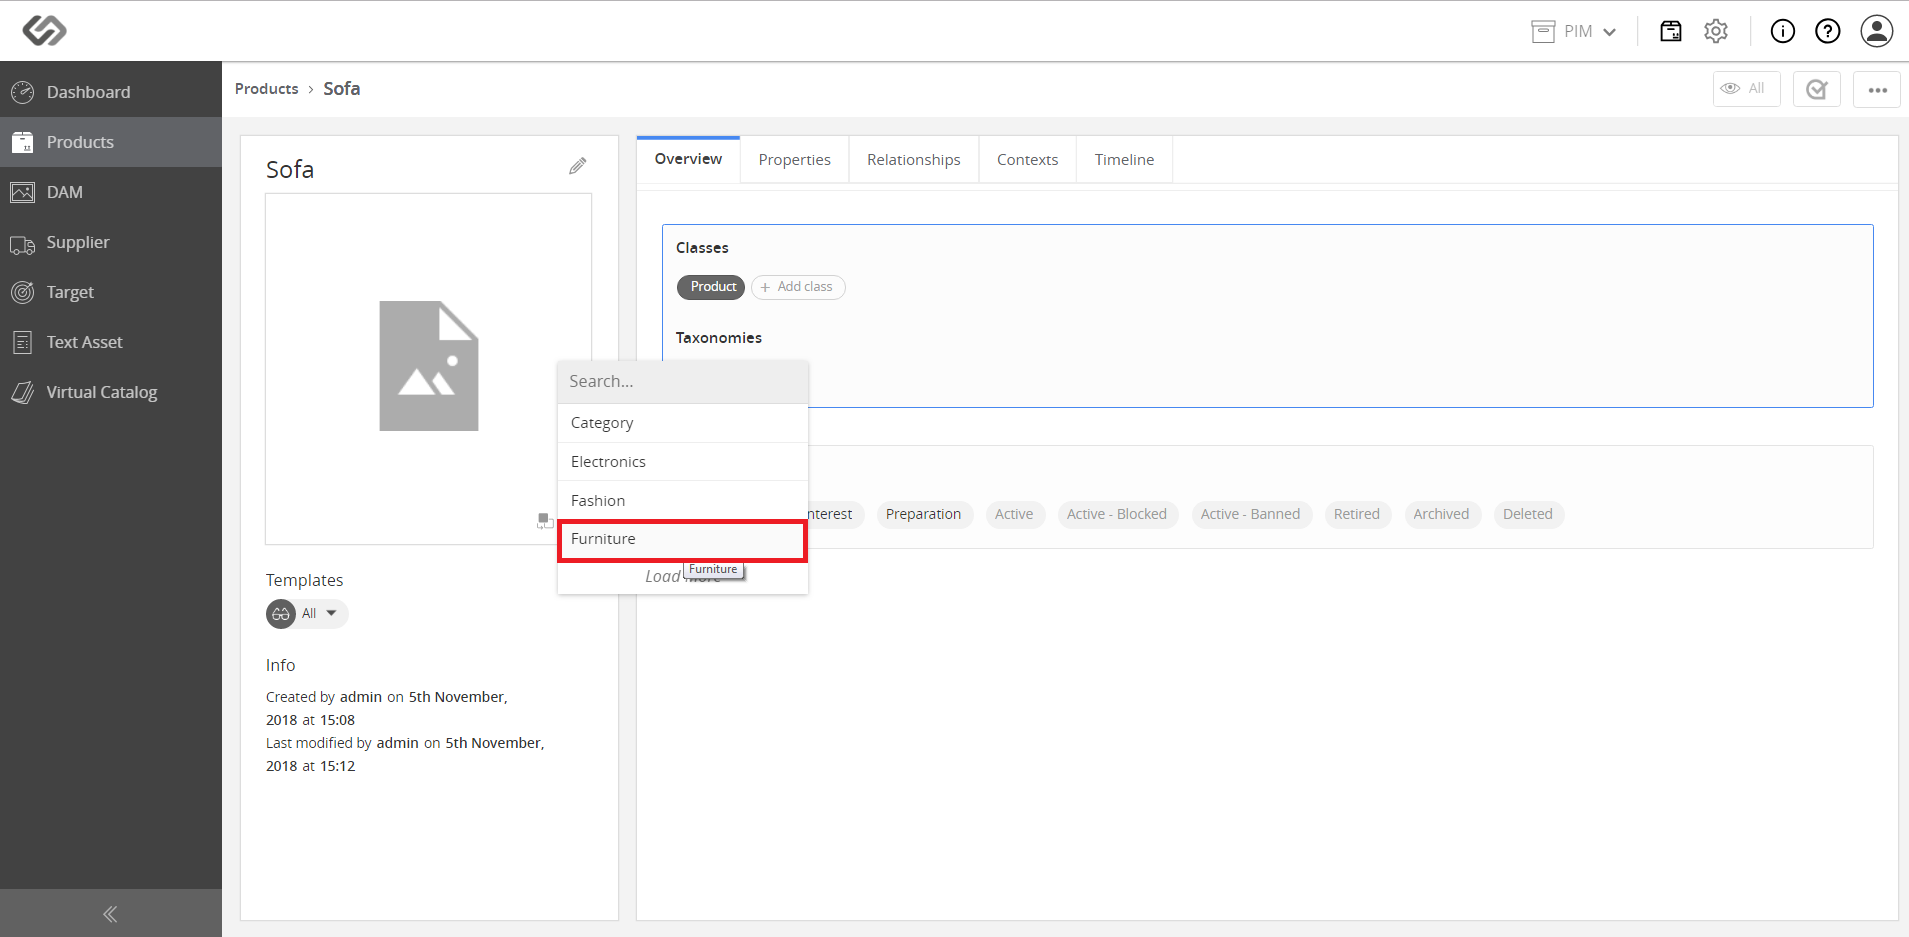 PIM
Dashboard
Products
DAM
Supplier
Target
Text Asset
Virtual Catalog
Products › Sofa
All
Sofa
Templates
All
Info
Created by admin on 5th November,
2018 at 15:08
Last modified by admin on 5th November,
2018 at 15:12
Overview Properties Relationships Contexts Timeline
Classes
Product + Add class
Taxonomies
Search...
Category
Electronics
Fashion
Furniture
Load
Furniture
Preparation Active Active - Blocked Active - Banned Retired Archived Deleted